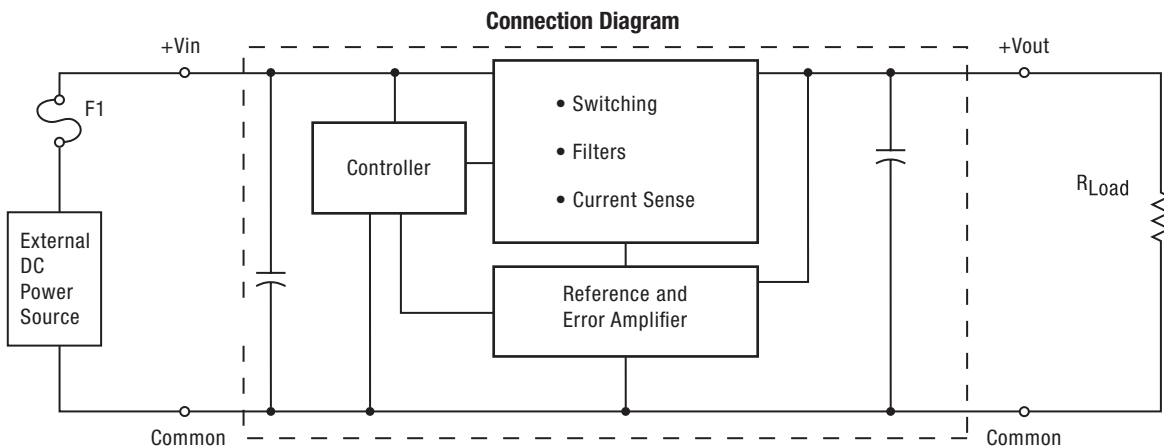 Connection Diagram
+Vin
+Vout
F1
• Switching
• Filters
• Current Sense
Controller
RLoad
External
DC
Power
Source
Reference and
Error Amplifier
Common
Common